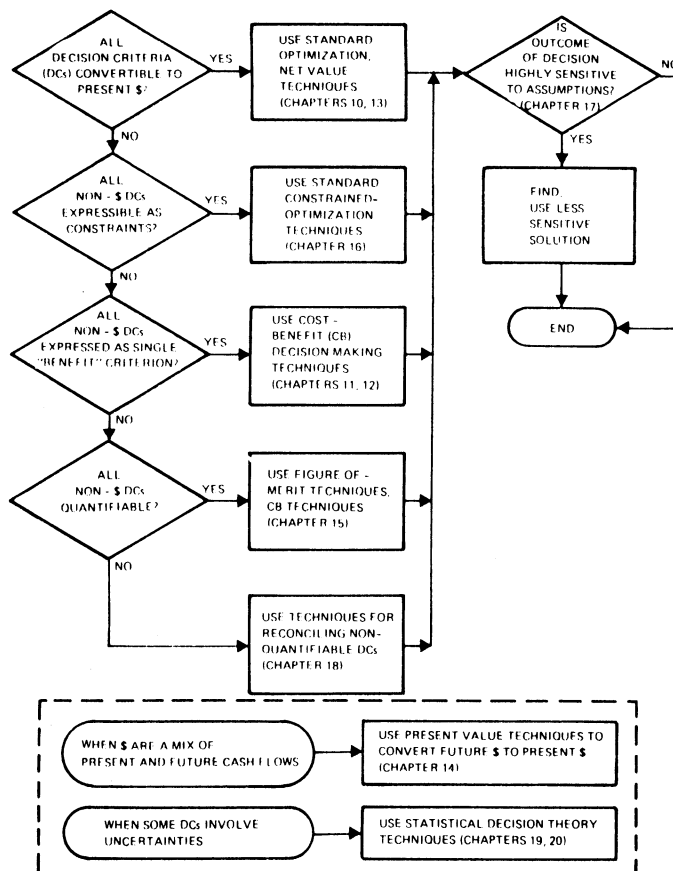 ALL
DECISION CRITERIA
(DCs) CONVERTIBLE TO
PRESENT $?
YES
USE STANDARD
OPTIMIZATION,
NET VALUE
TECHNIQUES
(CHAPTERS 10, 13)
IS
OUTCOME
OF DECISION
HIGHLY SENSITIVE
TO ASSUMPTIONS?
(CHAPTER 17)
NO
YES
FIND,
USE LESS
SENSITIVE
SOLUTION
END
NO
ALL
NON - $ DCs
EXPRESSIBLE AS
CONSTRAINTS?
YES
USE STANDARD
CONSTRAINED-
OPTIMIZATION
TECHNIQUES
(CHAPTER 16)
NO
ALL
NON - $ DCs
EXPRESSED AS SINGLE
"BENEFIT" CRITERION?
YES
USE COST -
BENEFIT (CB)
DECISION MAKING
TECHNIQUES
(CHAPTERS 11, 12)
NO
ALL
NON - $ DCs
QUANTIFIABLE?
YES
USE FIGURE OF -
MERIT TECHNIQUES,
CB TECHNIQUES
(CHAPTER 15)
NO
USE TECHNIQUES FOR
RECONCILING NON-
QUANTIFIABLE DCs
(CHAPTER 18)
WHEN $ ARE A MIX OF
PRESENT AND FUTURE CASH FLOWS
USE PRESENT VALUE TECHNIQUES TO
CONVERT FUTURE $ TO PRESENT $
(CHAPTER 14)
WHEN SOME DCs INVOLVE
UNCERTAINTIES
USE STATISTICAL DECISION THEORY
TECHNIQUES (CHAPTERS 19, 20)